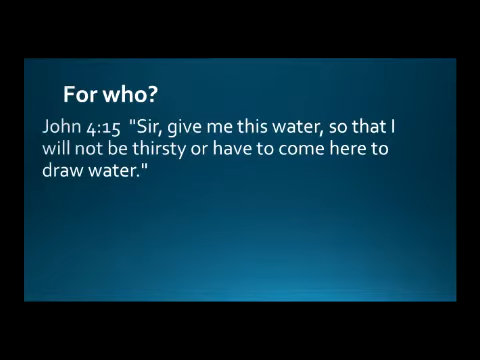 For who?
John 4:15 "Sir, give me this water, so that I
will not be thirsty or have to come here to
draw water."